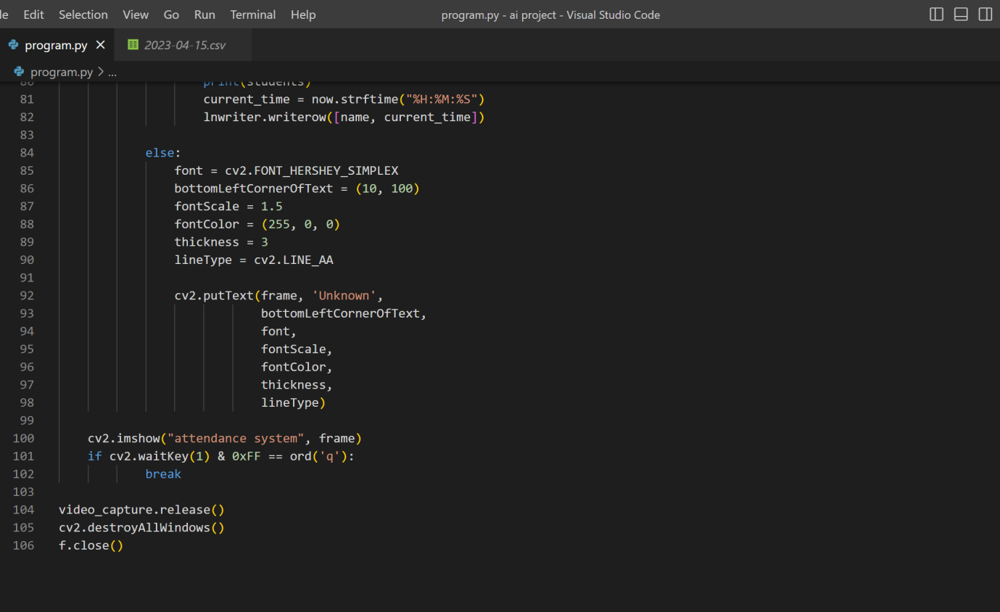 Edit Selection View Go Run Terminal Help program.py - ai project - Visual Studio Code
program.py 2023-04-15.csv
program.py > ...
print(students)
81 current_time = now.strftime("%H:%M:%S")
82 lnwriter.writerow([name, current_time])
83
84 else:
85 font = cv2.FONT_HERSHEY_SIMPLEX
86 bottomLeftCornerOfText = (10, 100)
87 fontScale = 1.5
88 fontColor = (255, 0, 0)
89 thickness = 3
90 lineType = cv2.LINE_AA
91
92 cv2.putText(frame, 'Unknown',
93 bottomLeftCornerOfText,
94 font,
95 fontScale,
96 fontColor,
97 thickness,
98 lineType)
99
100 cv2.imshow("attendance system", frame)
101 if cv2.waitKey(1) & 0xFF == ord('q'):
102 break
103
104 video_capture.release()
105 cv2.destroyAllWindows()
106 f.close()